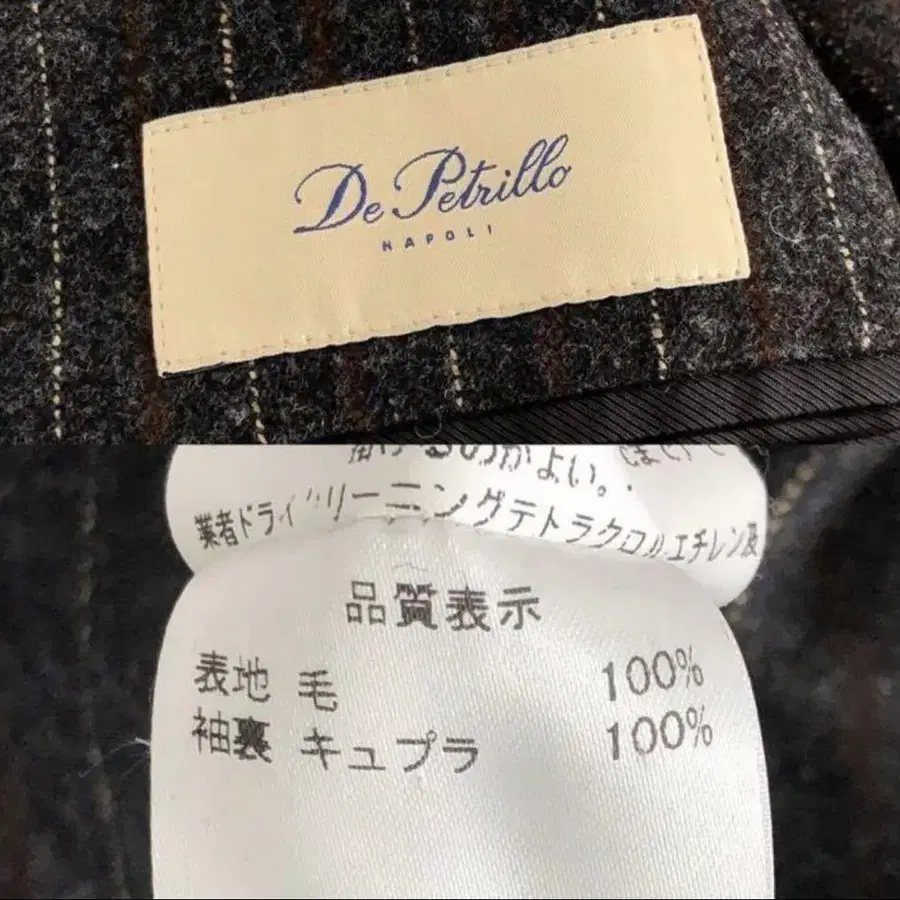 De Petrillo
NAPOLI
るのがよい。
業者ドライクリーニングテトラクロルエチレン及
品質表示
表地 毛 100%
袖裏 キュプラ 100%